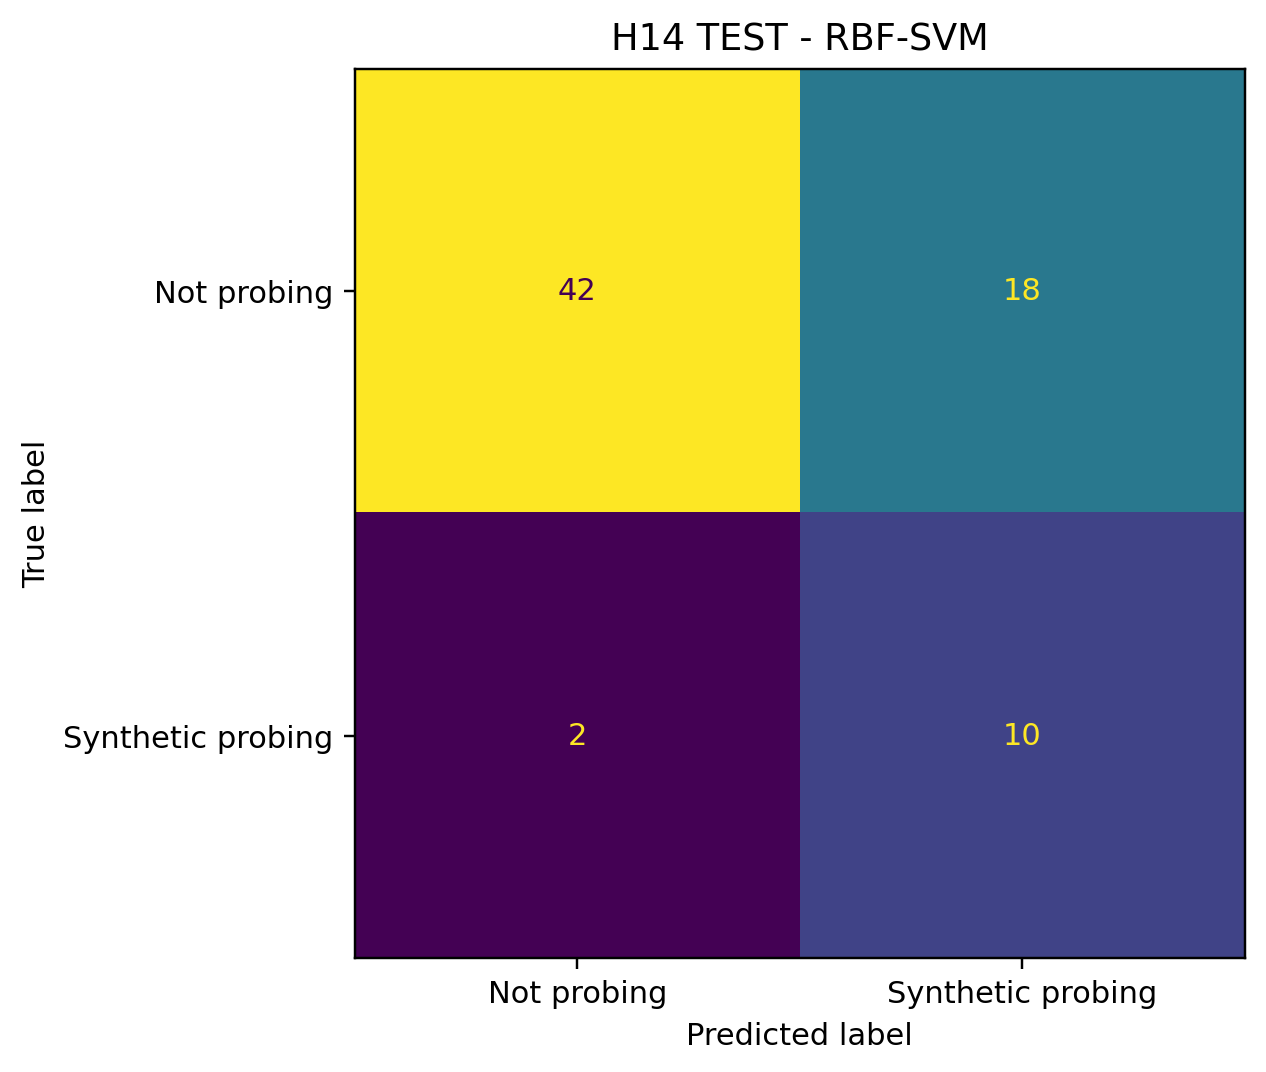 H14 TEST - RBF-SVM
Not probing
42
18
True label
Synthetic probing
2
10
Not probing
Synthetic probing
Predicted label